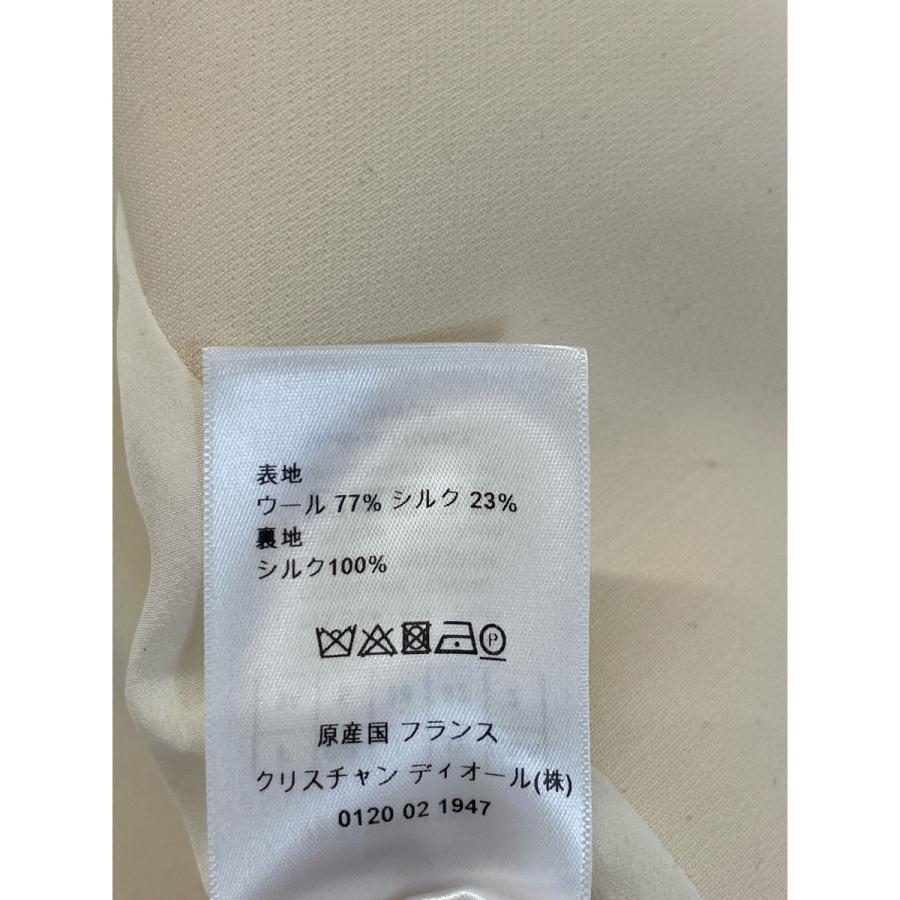 表地
ウール 77% シルク 23%
裏地
シルク100%
P
原産国 フランス
クリスチャン ディオール(株)
0120 02 1947